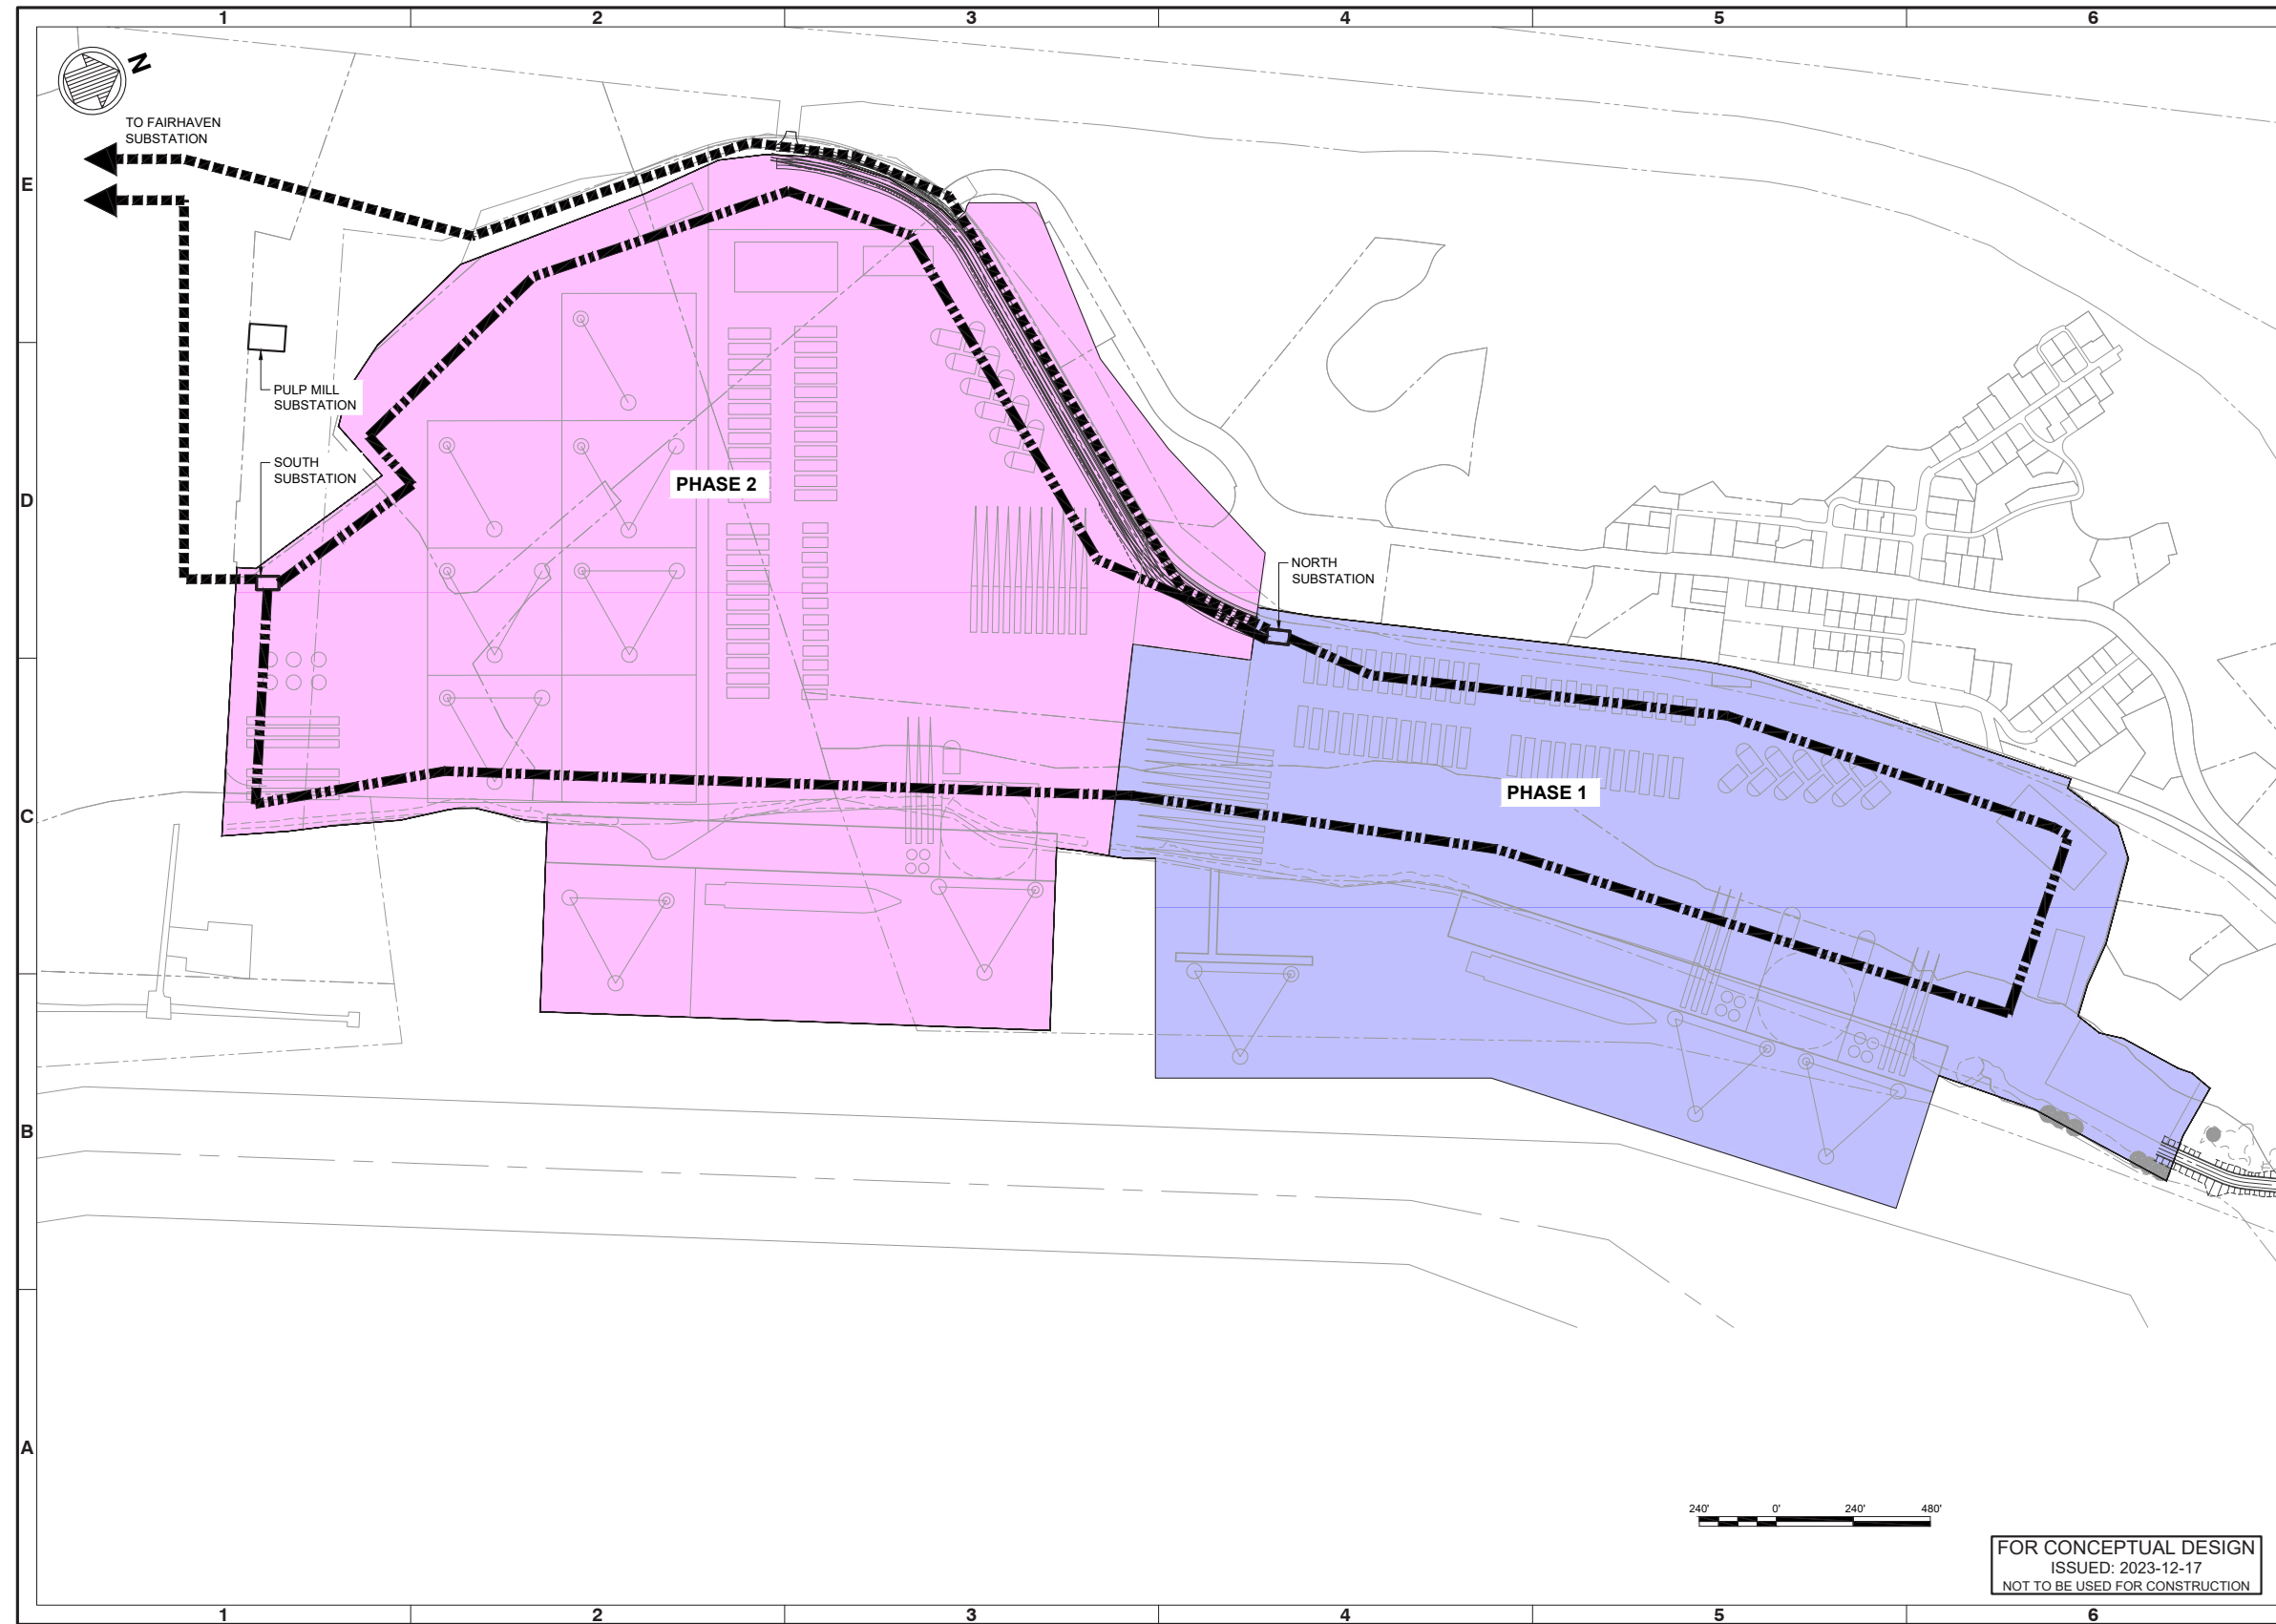 1 2 3 4 5 6
N
TO FAIRHAVEN
SUBSTATION
E
PULP MILL
SUBSTATION
SOUTH
SUBSTATION
PHASE 2
D
NORTH
SUBSTATION
PHASE 1
C
B
A
240' 0' 240' 480'
FOR CONCEPTUAL DESIGN
ISSUED: 2023-12-17
NOT TO BE USED FOR CONSTRUCTION
1 2 3 4 5 6